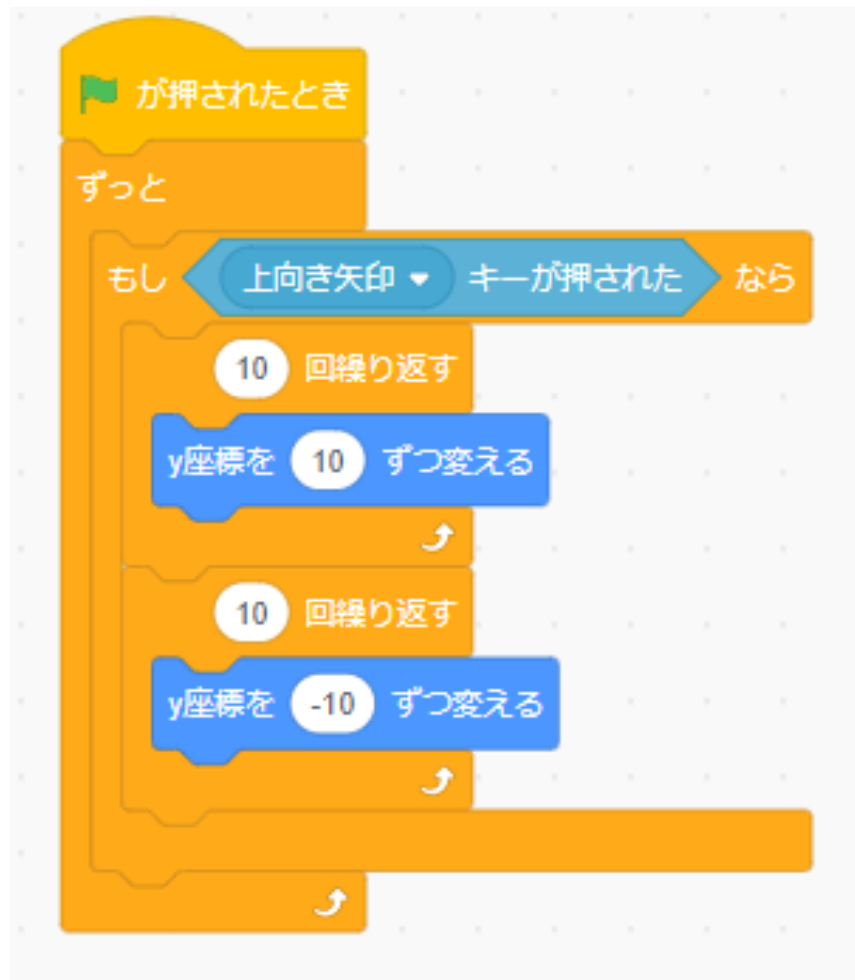 が押されたとき
ずっと
もし 上向き矢印 キーが押された なら
10 回繰り返す
y座標を 10 ずつ変える
10 回繰り返す
y座標を -10 ずつ変える